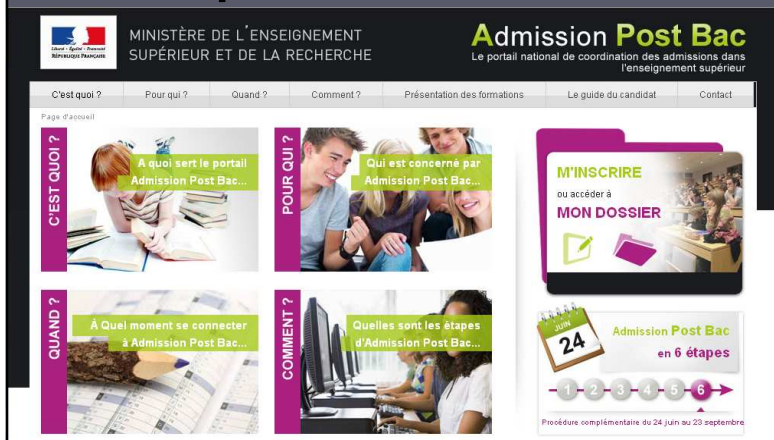 Liberté • Égalité • Fraternité
RÉPUBLIQUE FRANÇAISE
MINISTÈRE DE L'ENSEIGNEMENT
SUPÉRIEUR ET DE LA RECHERCHE
Admission Post Bac
Le portail national de coordination des admissions dans
l'enseignement supérieur
C'est quoi ? Pour qui ? Quand ? Comment ? Présentation des formations Le guide du candidat Contact
Page d'accueil
C'EST QUOI ?
A quoi sert le portail
Admission Post Bac...
POUR QUI ?
Qui est concerné par
Admission Post Bac...
M'INSCRIRE
ou accéder à
MON DOSSIER
QUAND ?
À Quel moment se connecter
à Admission Post Bac...
COMMENT ?
Quelles sont les étapes
d'Admission Post Bac...
JUIN
24
Admission Post Bac
en 6 étapes
1 2 3 4 5 6
Procédure complémentaire du 24 juin au 23 septembre